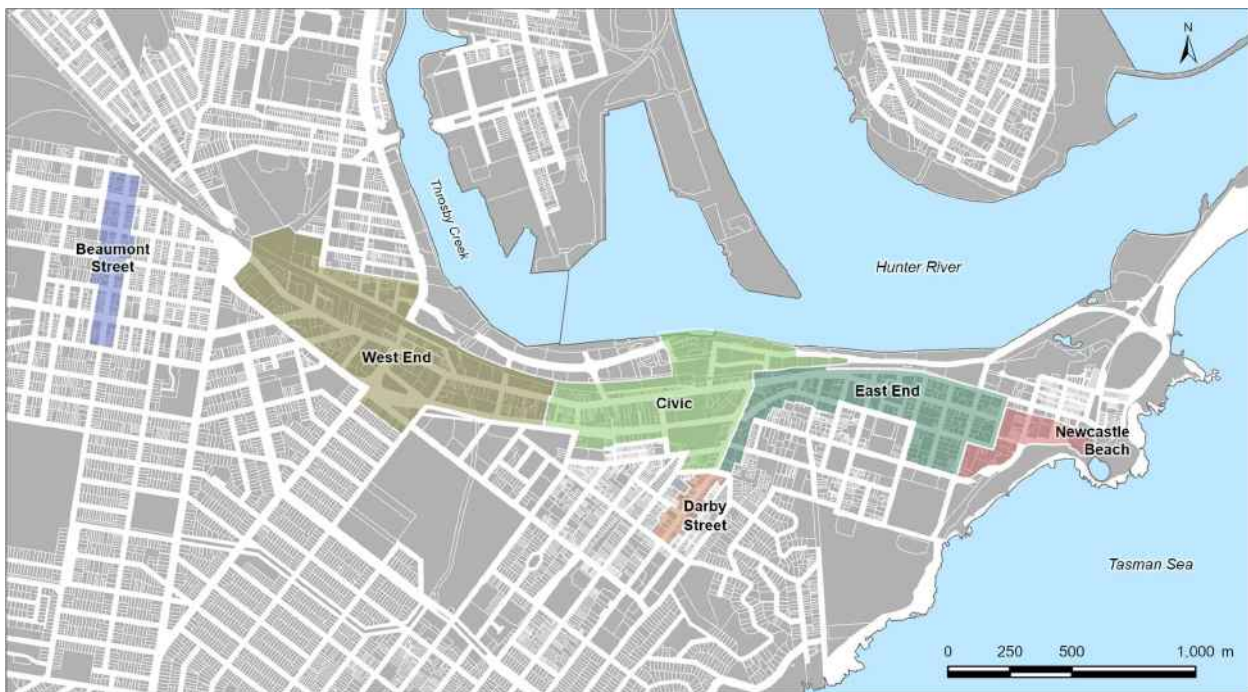 N
Throsby Creek
Hunter River
Beaumont
Street
West End
Civic
East End
Newcastle
Beach
Darby
Street
Tasman Sea
0 250 500 1,000 m